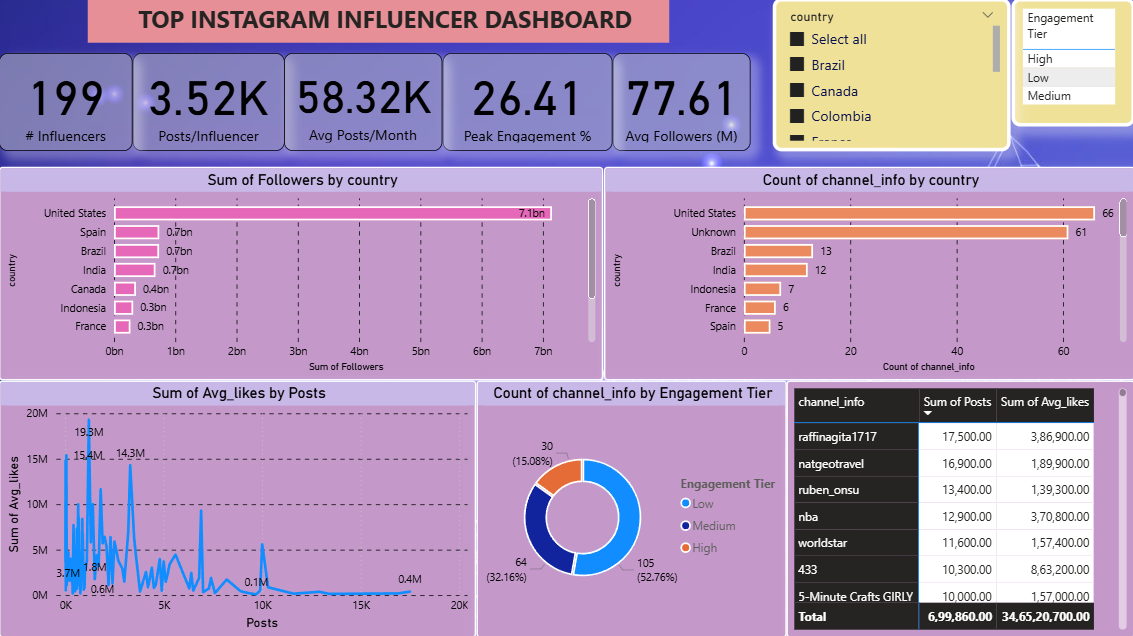 TOP INSTAGRAM INFLUENCER DASHBOARD
199
# Influencers
3.52K
Posts/Influencer
58.32K
Avg Posts/Month
26.41
Peak Engagement %
77.61
Avg Followers (M)
country
Select all
Brazil
Canada
Colombia
France
Engagement
Tier
High
Low
Medium
Sum of Followers by country
country
United States 7.1bn
Spain 0.7bn
Brazil 0.7bn
India 0.7bn
Canada 0.4bn
Indonesia 0.3bn
France 0.3bn
0bn 1bn 2bn 3bn 4bn 5bn 6bn 7bn
Sum of Followers
Count of channel_info by country
country
United States 66
Unknown 61
Brazil 13
India 12
Indonesia 7
France 6
Spain 5
0 20 40 60
Count of channel_info
Sum of Avg_likes by Posts
Sum of Avg_likes
20M
19.3M
15M 15.4M 14.3M
10M
5M
3.7M 1.8M
0.6M 0.1M 0.4M
0M
0K 5K 10K 15K 20K
Posts
Count of channel_info by Engagement Tier
30
(15.08%)
64
(32.16%)
105
(52.76%)
Engagement Tier
Low
Medium
High
channel_info Sum of Posts Sum of Avg_likes
raffinagita1717 17,500.00 3,86,900.00
natgeotravel 16,900.00 1,89,900.00
ruben_onsu 13,400.00 1,39,300.00
nba 12,900.00 3,70,800.00
worldstar 11,600.00 1,57,400.00
433 10,300.00 8,63,200.00
5-Minute Crafts GIRLY 10,000.00 1,57,000.00
Total 6,99,860.00 34,65,20,700.00